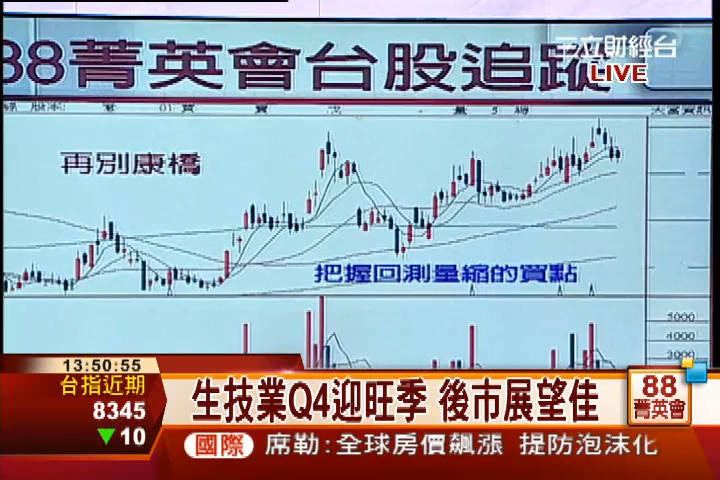 三立財經台
LIVE
88菁英會台股追蹤
再別康橋
把握回測量縮的買點
5000
4000
3000
13:50:55
台指近期
8345
▼10
生技業Q4迎旺季 後市展望佳
88
菁英會
國際 席勒:全球房價飆漲 提防泡沫化